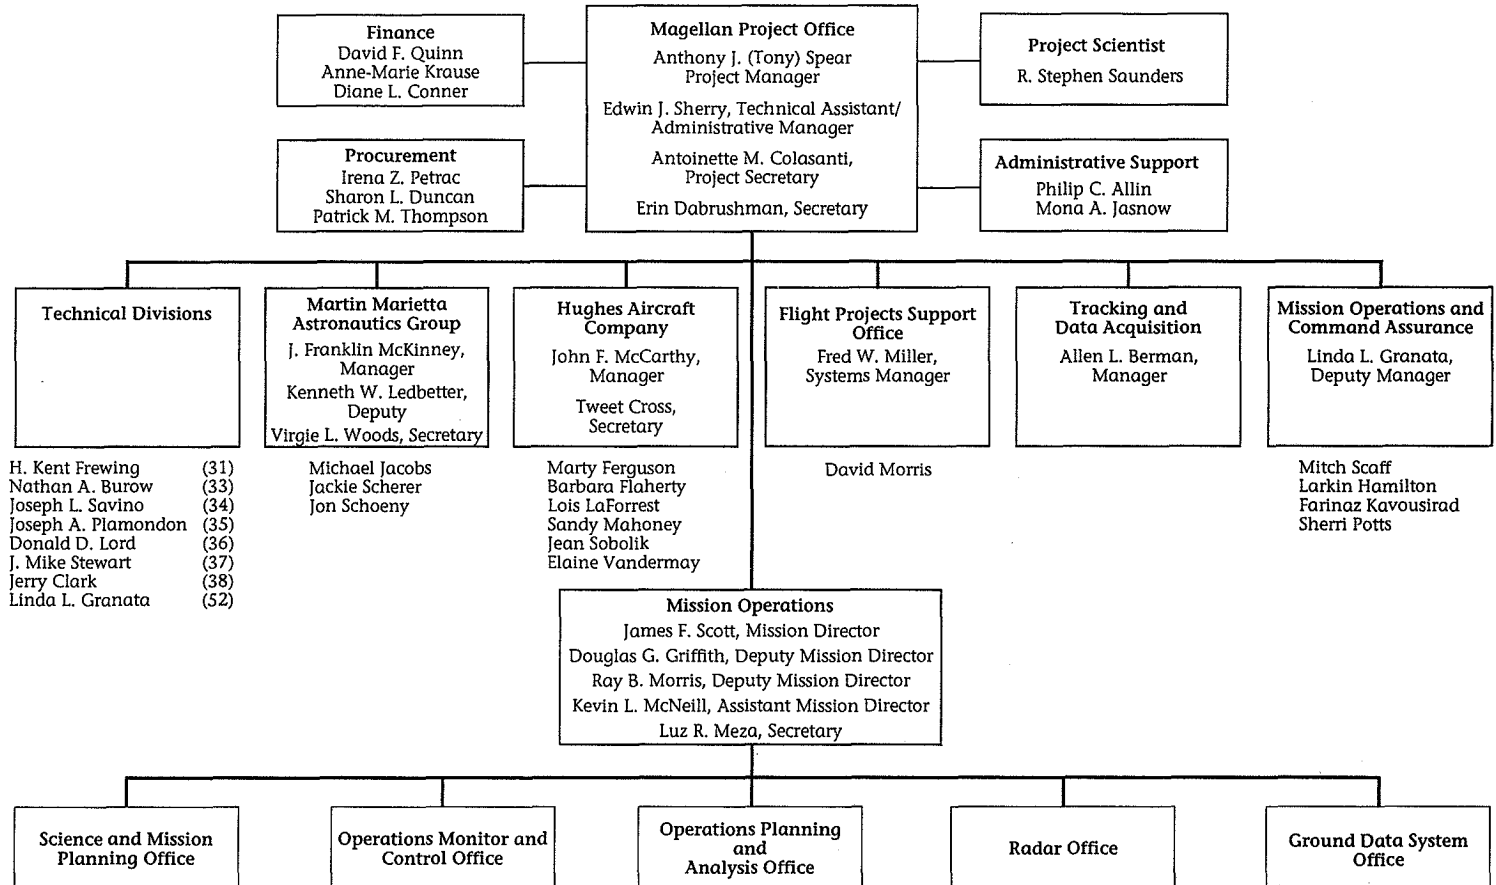 Finance
David F. Quinn
Anne-Marie Krause
Diane L. Conner
Magellan Project Office
Anthony J. (Tony) Spear
Project Manager
Edwin J. Sherry, Technical Assistant/
Administrative Manager
Antoinette M. Colasanti,
Project Secretary
Erin Dabrushman, Secretary
Project Scientist
R. Stephen Saunders
Procurement
Irena Z. Petrac
Sharon L. Duncan
Patrick M. Thompson
Administrative Support
Philip C. Allin
Mona A. Jasnow
Technical Divisions
H. Kent Frewing (31)
Nathan A. Burow (33)
Joseph L. Savino (34)
Joseph A. Plamondon (35)
Donald D. Lord (36)
J. Mike Stewart (37)
Jerry Clark (38)
Linda L. Granata (52)
Martin Marietta
Astronautics Group
J. Franklin McKinney,
Manager
Kenneth W. Ledbetter,
Deputy
Virgie L. Woods, Secretary
Michael Jacobs
Jackie Scherer
Jon Schoeny
Hughes Aircraft
Company
John F. McCarthy,
Manager
Tweet Cross,
Secretary
Marty Ferguson
Barbara Flaherty
Lois LaForrest
Sandy Mahoney
Jean Sobolik
Elaine Vandermay
Flight Projects Support
Office
Fred W. Miller,
Systems Manager
David Morris
Tracking and
Data Acquisition
Allen L. Berman,
Manager
Mission Operations and
Command Assurance
Linda L. Granata,
Deputy Manager
Mitch Scaff
Larkin Hamilton
Farinaz Kavousirad
Sherri Potts
Mission Operations
James F. Scott, Mission Director
Douglas G. Griffith, Deputy Mission Director
Ray B. Morris, Deputy Mission Director
Kevin L. McNeill, Assistant Mission Director
Luz R. Meza, Secretary
Science and Mission
Planning Office
Operations Monitor and
Control Office
Operations Planning
and
Analysis Office
Radar Office
Ground Data System
Office